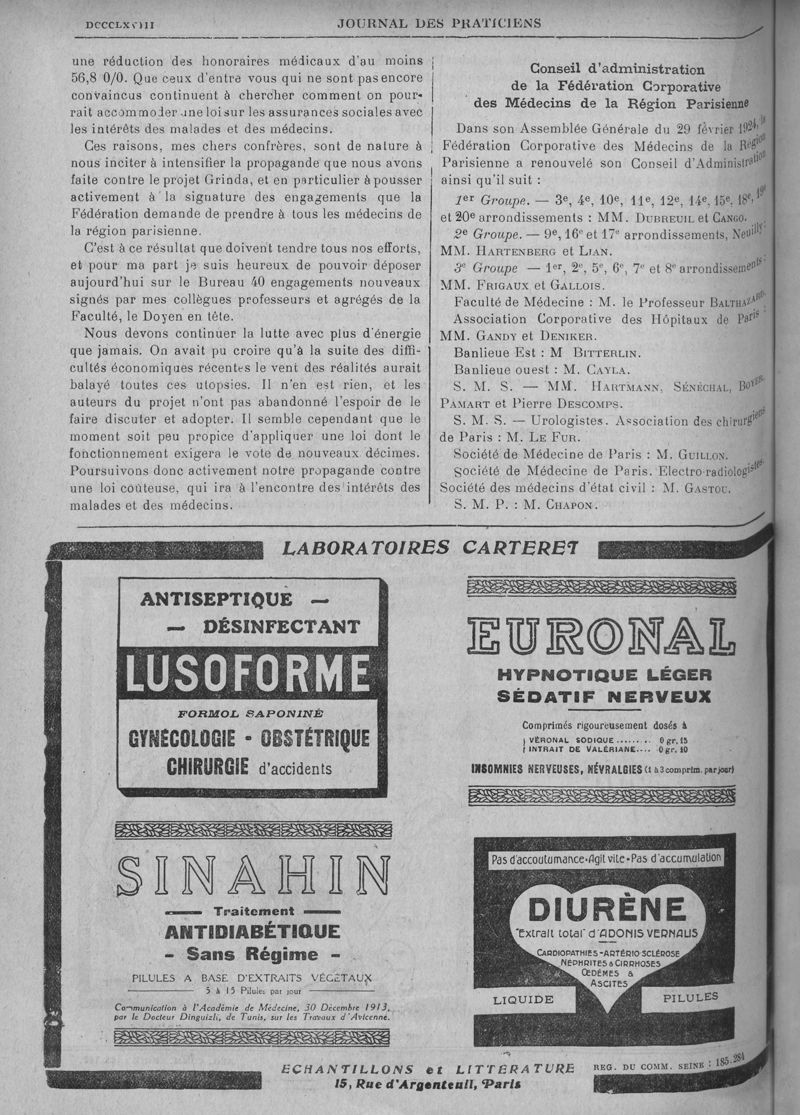 DCCCLXVIII
JOURNAL DES PRATICIENS
une réduction des honoraires médicaux d'au moins
56,8 0/0. Que ceux d'entre vous qui ne sont pas encore
convaincus continuent à chercher comment on pour-
rait accommoder une loi sur les assurances sociales avec
les intérêts des malades et des médecins.
Ces raisons, mes chers confrères, sont de nature à
nous inciter à intensifier la propagande que nous avons
faite contre le projet Grinda, et en particulier à pousser
activement à la signature des engagements que la
Fédération demande de prendre à tous les médecins de
la région parisienne.
C'est à ce résultat que doivent tendre tous nos efforts,
et pour ma part je suis heureux de pouvoir déposer
aujourd'hui sur le Bureau 40 engagements nouveaux
signés par mes collègues professeurs et agrégés de la
Faculté, le Doyen en tête.
Nous devons continuer la lutte avec plus d'énergie
que jamais. On avait pu croire qu'à la suite des diffi-
cultés économiques récentes le vent des réalités aurait
balayé toutes ces utopsies. Il n'en est rien, et les
auteurs du projet n'ont pas abandonné l'espoir de le
faire discuter et adopter. Il semble cependant que le
moment soit peu propice d'appliquer une loi dont le
fonctionnement exigera le vote de nouveaux décimes.
Poursuivons donc activement notre propagande contre
une loi coûteuse, qui ira à l'encontre des intérêts des
malades et des médecins.
Conseil d'administration
de la Fédération Corporative
des Médecins de la Région Parisienne
Dans son Assemblée Générale du 29 février 1924, la
Fédération Corporative des Médecins de la Région
Parisienne a renouvelé son Conseil d'Administration
ainsi qu'il suit :
1er Groupe. — 3e, 4e, 10e, 11e, 12e, 14e, 15e, 18e, 19e
et 20e arrondissements : MM. DUBREUIL et CANGO.
2e Groupe. — 9e, 16e et 17e arrondissements, Neuilly :
MM. HARTENBERG et LIAN.
3e Groupe — 1er, 2e, 5e, 6e, 7e et 8e arrondissements :
MM. FRIGAUX et GALLOIS.
Faculté de Médecine : M. le Professeur BALTHAZARD.
Association Corporative des Hôpitaux de Paris :
MM. GANDY et DENIKER.
Banlieue Est : M BITTERLIN.
Banlieue ouest : M. CAYLA.
S. M. S. — MM. HARTMANN, SÉNÉCHAL, BOYER-
PAMART et Pierre DESCOMPS.
S. M. S. — Urologistes. Association des chirurgiens
de Paris : M. LE FUR.
Société de Médecine de Paris : M. GUILLON.
Société de Médecine de Paris. Electro-radiologistes.
Société des médecins d'état civil : M. GASTOU.
S. M. P. : M. CHAPON.
LABORATOIRES CARTERET
ANTISEPTIQUE —
— DÉSINFECTANT
LUSOFORME
FORMOL SAPONINÉ
GYNÉCOLOGIE - OBSTÉTRIQUE
CHIRURGIE d'accidents
EURONAL
HYPNOTIQUE LÉGER
SÉDATIF NERVEUX
Comprimés rigoureusement dosés à
VÉRONAL SODIQUE......... 0 gr. 15
INTRAIT DE VALÉRIANE.... 0 gr. 10
INSOMNIES NERVEUSES, NÉVRALGIES (1 à 3 comprim. par jour)
SINAHIN
Traitement
ANTIDIABÉTIQUE
- Sans Régime -
PILULES A BASE D'EXTRAITS VÉGÉTAUX
5 à 15 Pilules par jour
Communication à l'Académie de Médecine, 30 Décembre 1913,
par le Docteur Dinguizli, de Tunis, sur les Travaux d'Avicenne.
Pas d'accoutumance-Agit vite-Pas d'accumulation
DIURÈNE
"Extrait total" d'ADONIS VERNALIS
CARDIOPATHIES-ARTÉRIO-SCLÉROSE
NÉPHRITES & CIRRHOSES
ŒDÈMES &
ASCITES
LIQUIDE
PILULES
ECHANTILLONS et LITTÉRATURE
15, Rue d'Argenteuil, Paris
REG. DU COMM. SEINE : 185.284